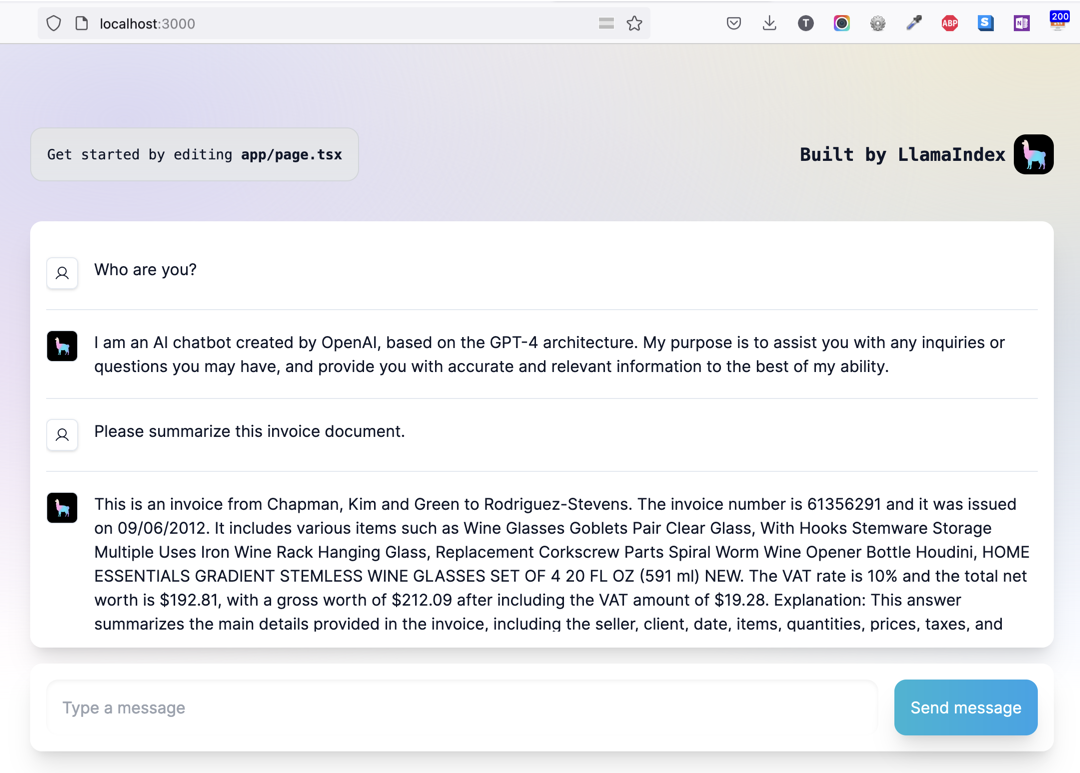 localhost:3000
T
ABP
S
N
200
Get started by editing app/page.tsx
Built by LlamaIndex
Who are you?
I am an AI chatbot created by OpenAI, based on the GPT-4 architecture. My purpose is to assist you with any inquiries or
questions you may have, and provide you with accurate and relevant information to the best of my ability.
Please summarize this invoice document.
This is an invoice from Chapman, Kim and Green to Rodriguez-Stevens. The invoice number is 61356291 and it was issued
on 09/06/2012. It includes various items such as Wine Glasses Goblets Pair Clear Glass, With Hooks Stemware Storage
Multiple Uses Iron Wine Rack Hanging Glass, Replacement Corkscrew Parts Spiral Worm Wine Opener Bottle Houdini, HOME
ESSENTIALS GRADIENT STEMLESS WINE GLASSES SET OF 4 20 FL OZ (591 ml) NEW. The VAT rate is 10% and the total net
worth is $192.81, with a gross worth of $212.09 after including the VAT amount of $19.28. Explanation: This answer
summarizes the main details provided in the invoice, including the seller, client, date, items, quantities, prices, taxes, and
Type a message
Send message